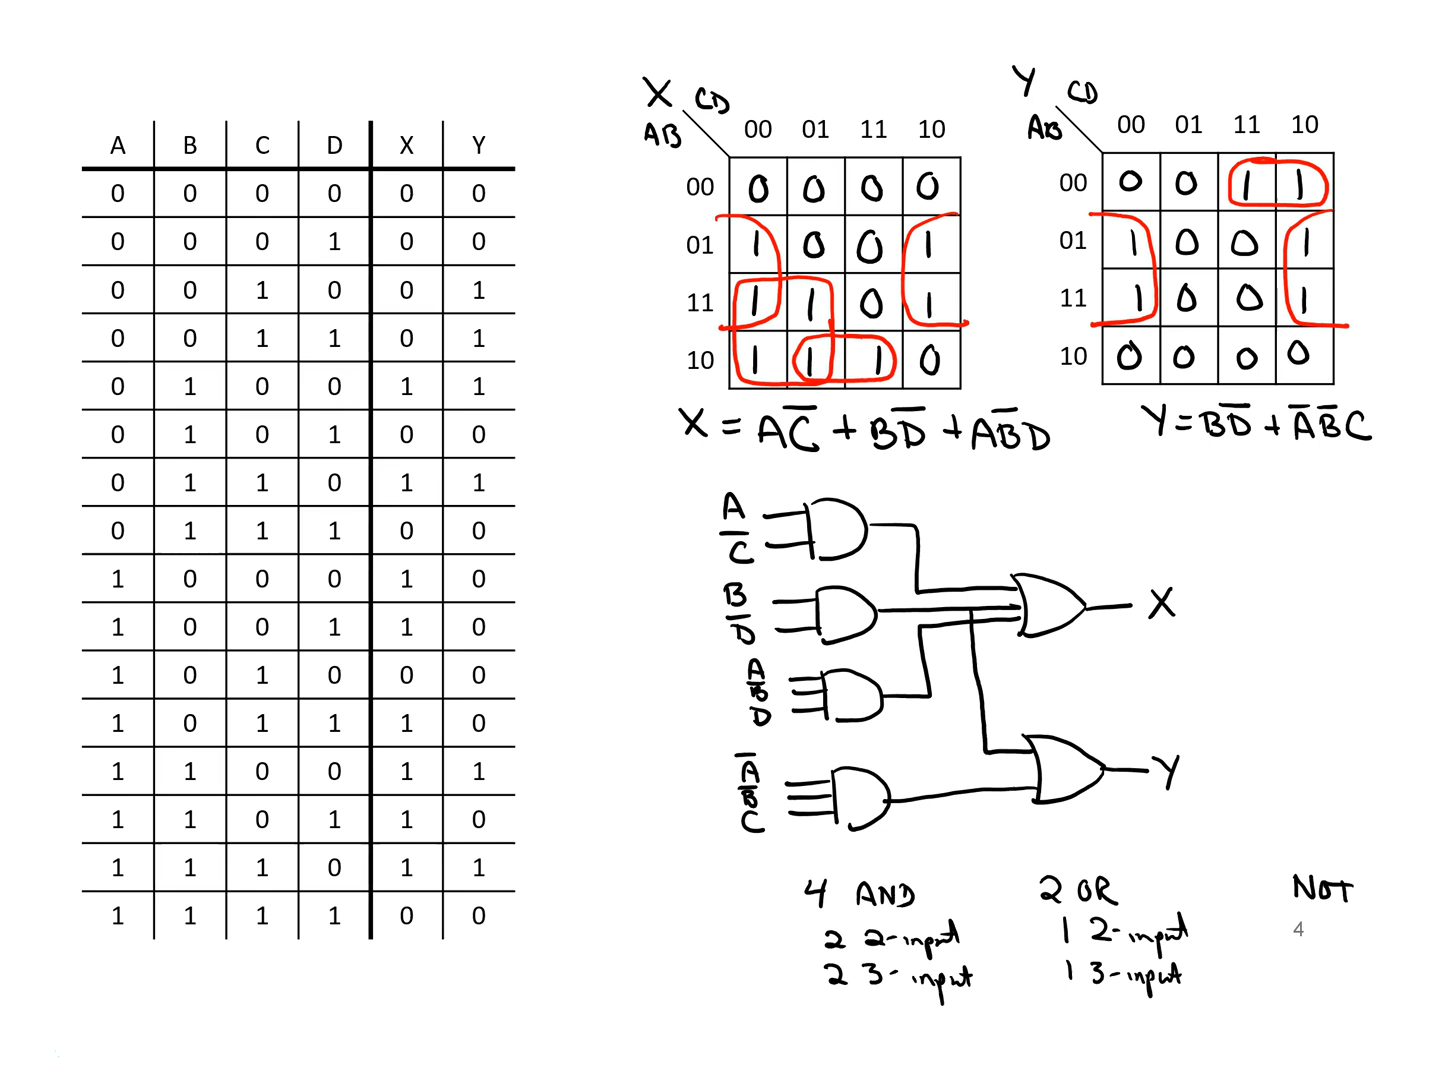 A B C D X Y
0 0 0 0 0 0
0 0 0 1 0 0
0 0 1 0 0 1
0 0 1 1 0 1
0 1 0 0 1 1
0 1 0 1 0 0
0 1 1 0 1 1
0 1 1 1 0 0
1 0 0 0 1 0
1 0 0 1 1 0
1 0 1 0 0 0
1 0 1 1 1 0
1 1 0 0 1 1
1 1 0 1 1 0
1 1 1 0 1 1
1 1 1 1 0 0
X CD
AB 00 01 11 10
00 0 0 0 0
01 1 0 0 1
11 1 1 0 1
10 1 1 1 0
X = AC̅ + BD̅ + AB̅D
Y CD
AB 00 01 11 10
00 0 0 1 1
01 1 0 0 1
11 1 0 0 1
10 0 0 0 0
Y = BD̅ + A̅B̅C
A
C̅
B
D̅
X
A
B̅
D
A̅
B̅
C
Y
4 AND 2 OR NOT
2 2-input 1 2-input 4
2 3-input 1 3-input